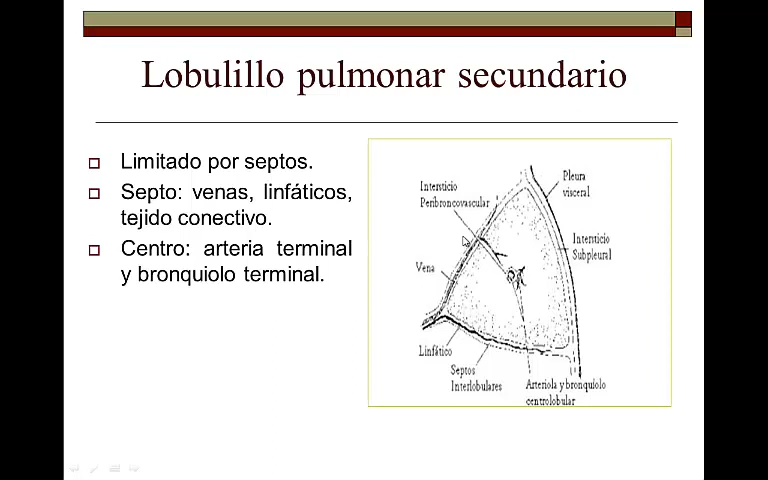 Lobulillo pulmonar secundario
Limitado por septos.
Septo: venas, linfáticos,
tejido conectivo.
Centro: arteria terminal
y bronquiolo terminal.
Pleura
visceral
Intersticio
Peribroncovascular
Intersticio
Subpleural
Vena
Linfático
Septos
Interlobulares
Arteriola y bronquíolo
centrolobular